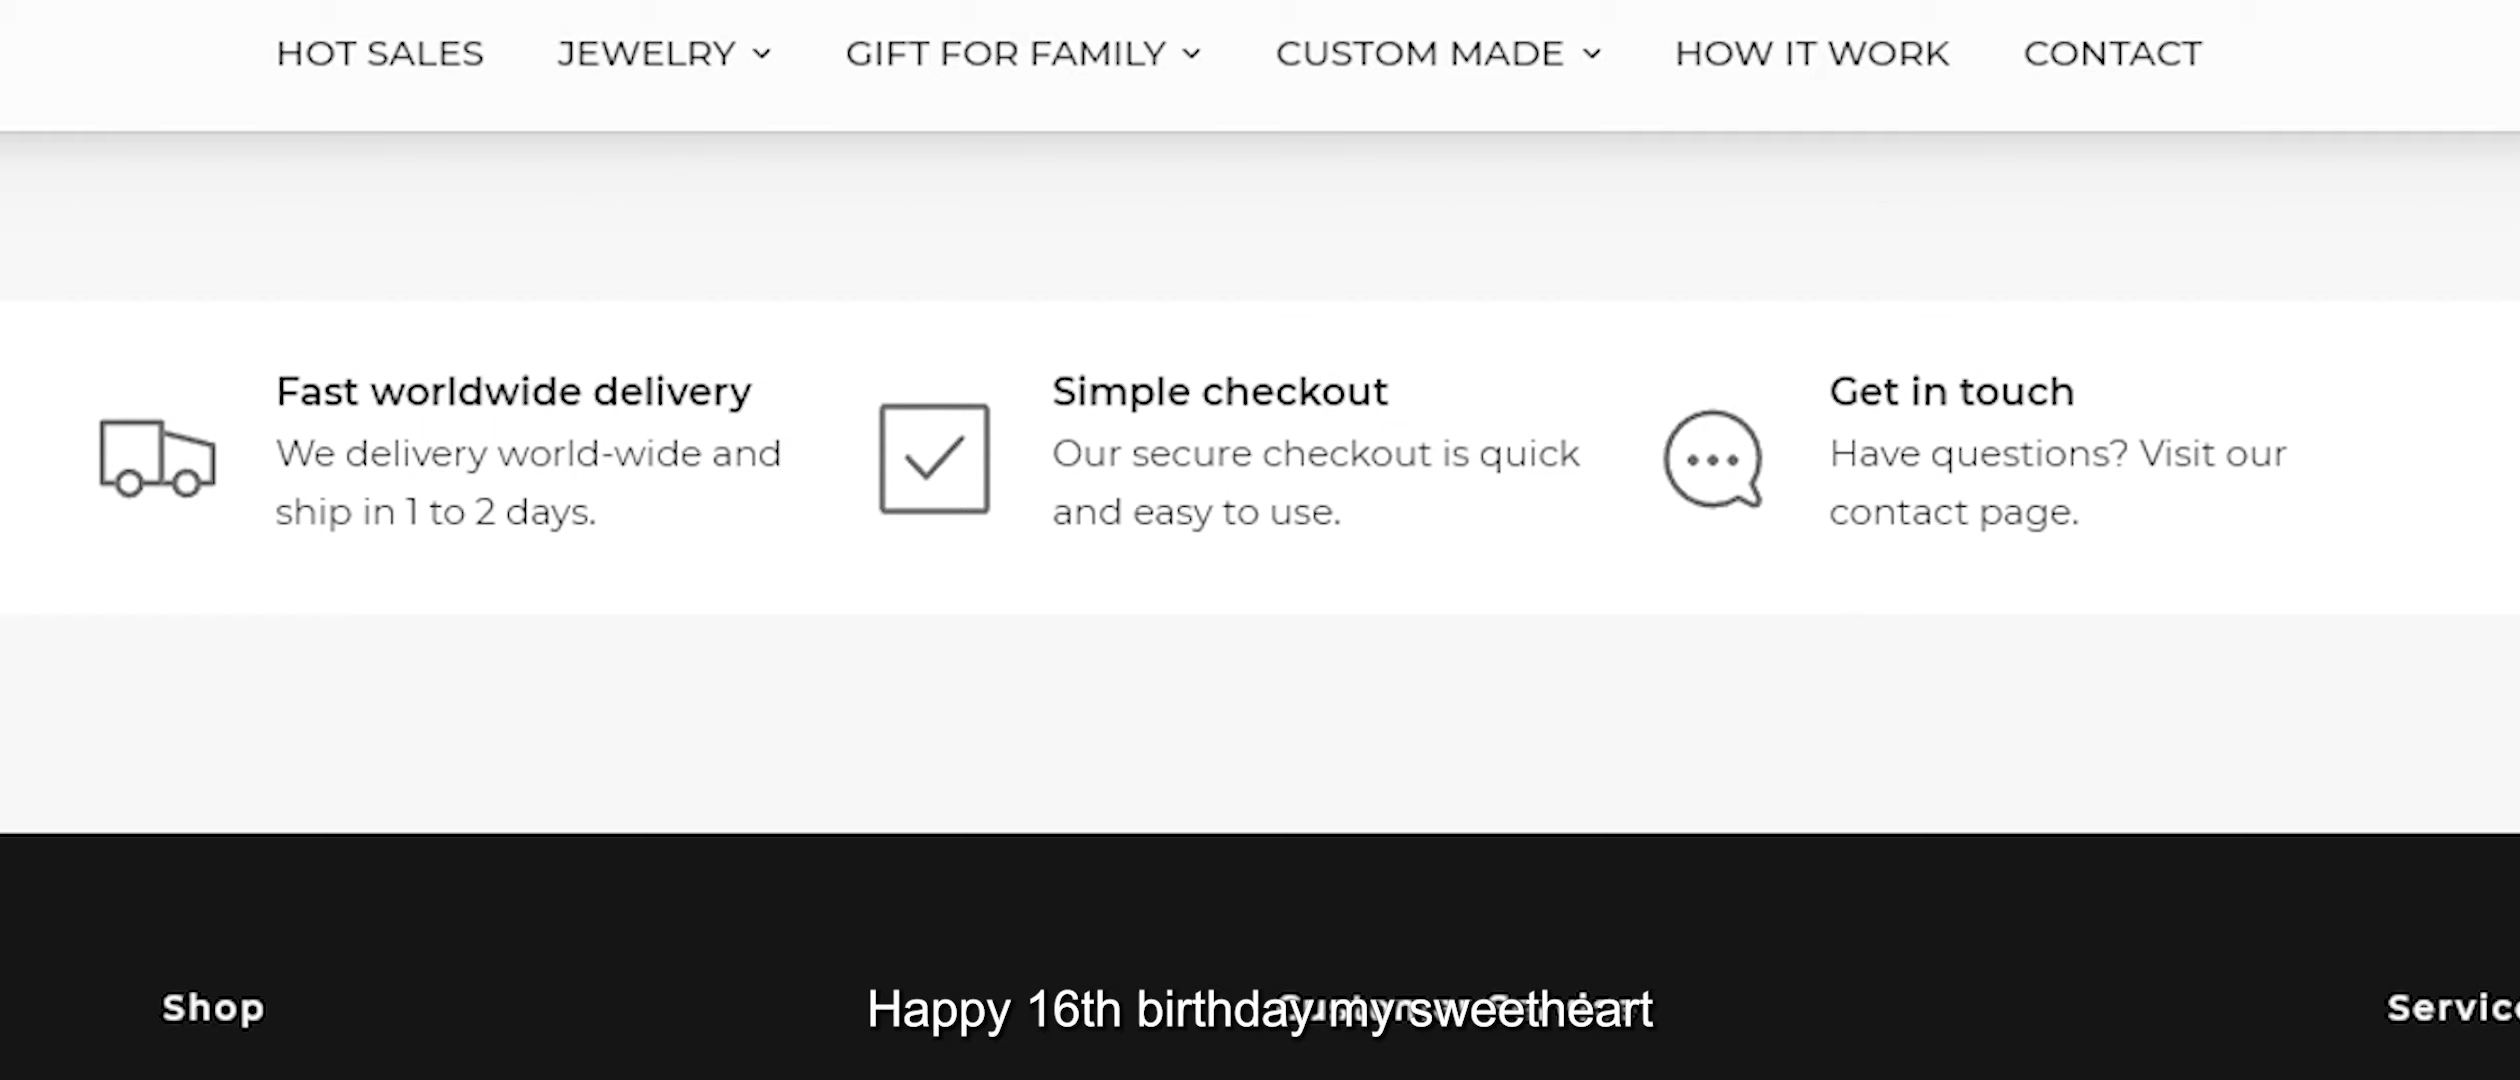 HOT SALES JEWELRY GIFT FOR FAMILY CUSTOM MADE HOW IT WORK CONTACT
Fast worldwide delivery
We delivery world-wide and
ship in 1 to 2 days.
Simple checkout
Our secure checkout is quick
and easy to use.
Get in touch
Have questions? Visit our
contact page.
Shop
Happy 16th birthday my sweetheart